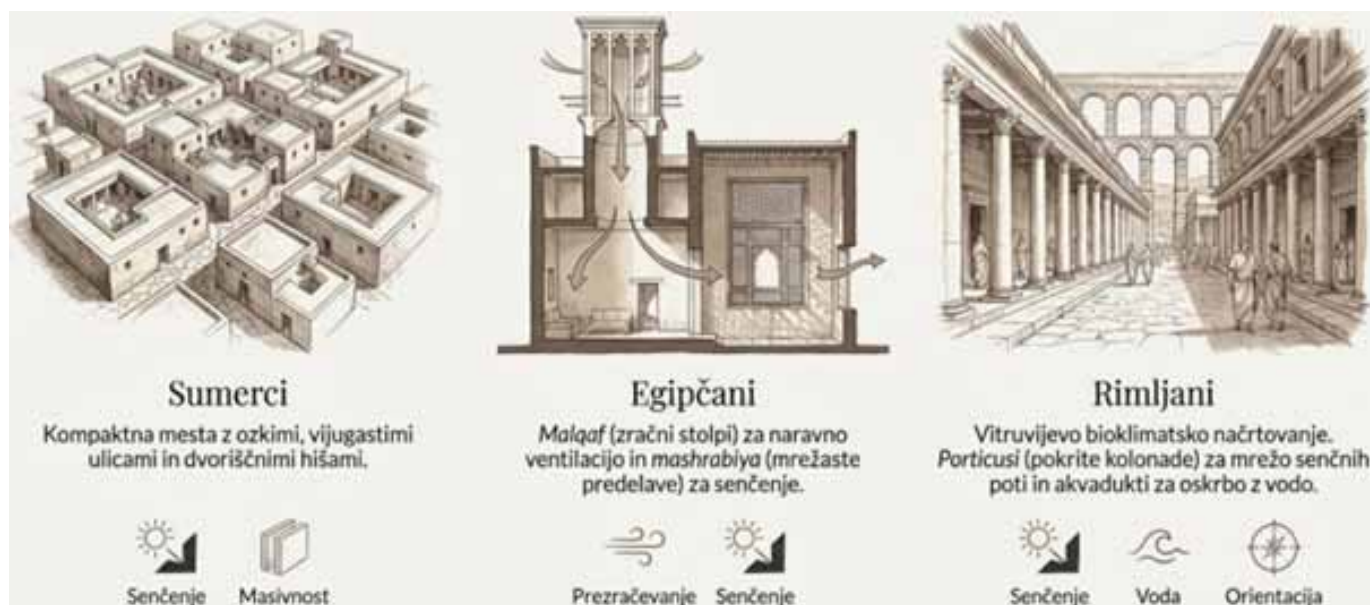 Sumerci
Kompaktna mesta z ozkimi, vijugastimi
ulicami in dvoriščnimi hišami.
Senčenje
Masivnost
Egipčani
Malqaf (zračni stolpi) za naravno
ventilacijo in mashrabiya (mrežaste
predelave) za senčenje.
Prezračevanje
Senčenje
Rimljani
Vitruvijevo bioklimatsko načrtovanje.
Porticusi (pokrite kolonade) za mrežo senčnih
poti in akvadukti za oskrbo z vodo.
Senčenje
Voda
Orientacija